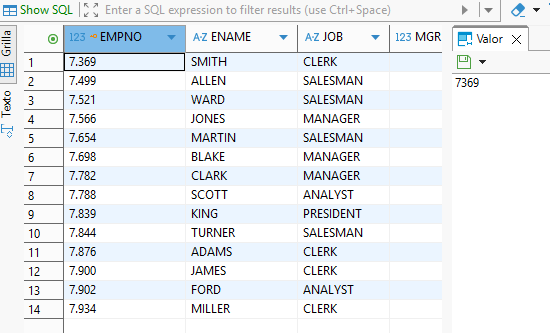 Show SQL Enter a SQL expression to filter results (use Ctrl+Space)
Grilla
Texto
123 EMPNO A-Z ENAME A-Z JOB 123 MGR
Valor
7369
1 7.369 SMITH CLERK
2 7.499 ALLEN SALESMAN
3 7.521 WARD SALESMAN
4 7.566 JONES MANAGER
5 7.654 MARTIN SALESMAN
6 7.698 BLAKE MANAGER
7 7.782 CLARK MANAGER
8 7.788 SCOTT ANALYST
9 7.839 KING PRESIDENT
10 7.844 TURNER SALESMAN
11 7.876 ADAMS CLERK
12 7.900 JAMES CLERK
13 7.902 FORD ANALYST
14 7.934 MILLER CLERK